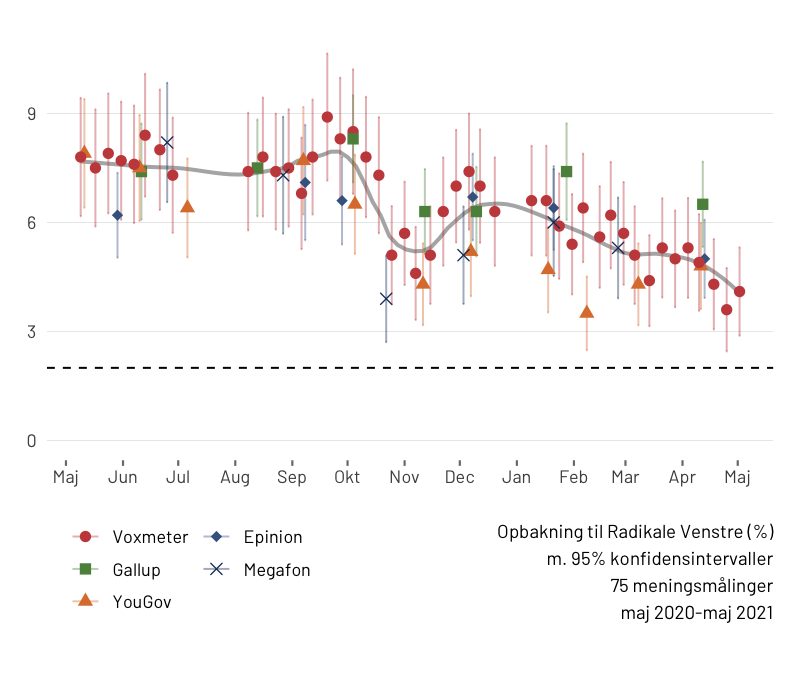 9
6
3
0
Maj Jun Jul Aug Sep Okt Nov Dec Jan Feb Mar Apr Maj
Voxmeter Epinion
Gallup Megafon
YouGov
Opbakning til Radikale Venstre (%)
m. 95% konfidensintervaller
75 meningsmålinger
maj 2020-maj 2021